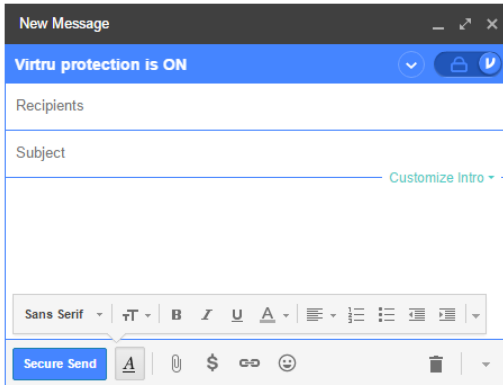 New Message
Virtru protection is ON
Recipients
Subject
Customize Intro
Sans Serif
Secure Send